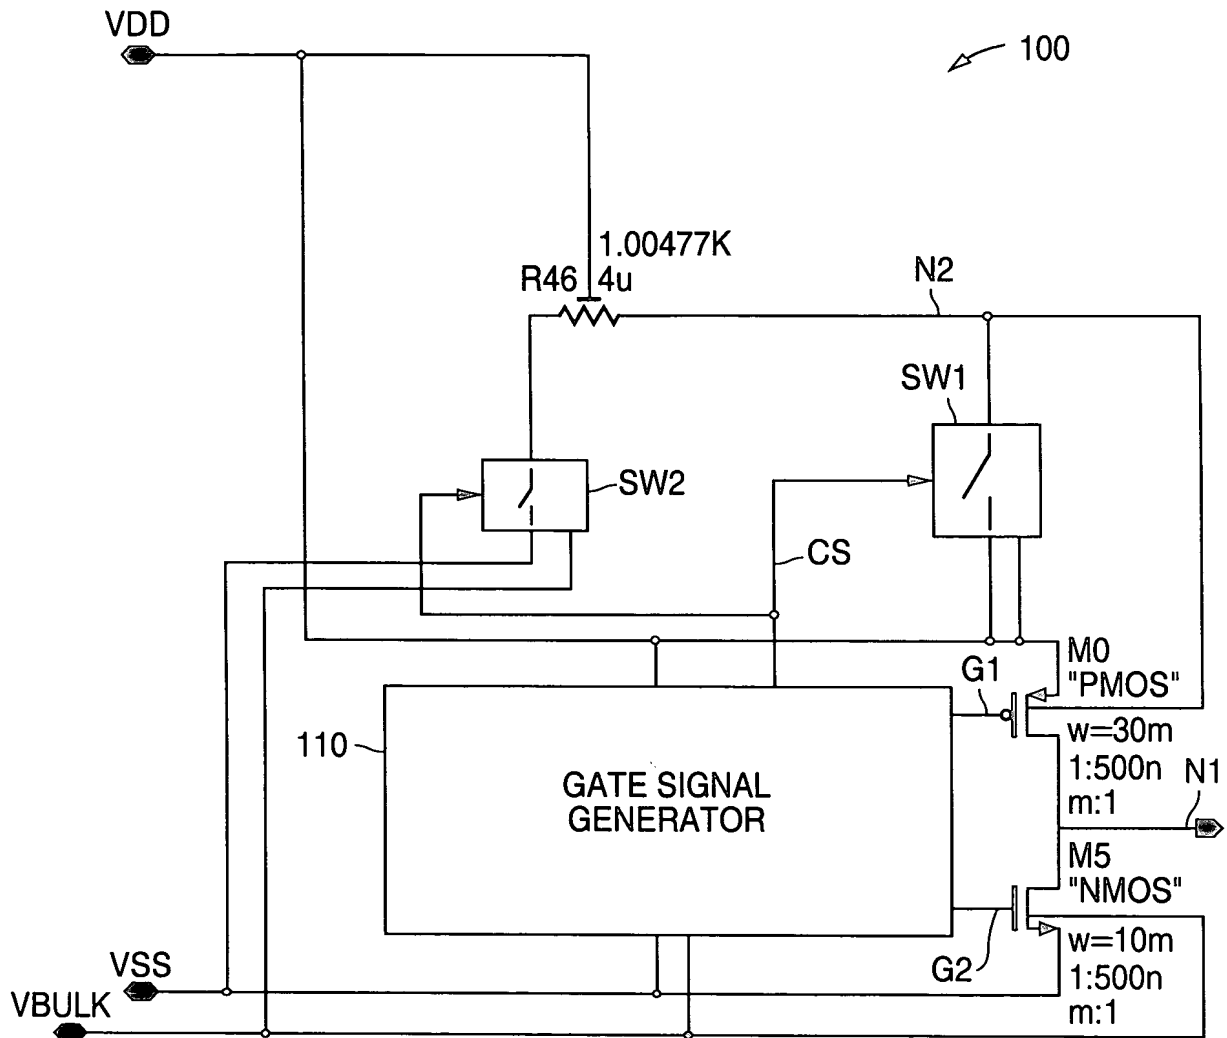 VDD
100
1.00477K
R46 4u
N2
SW1
SW2
CS
M0
"PMOS"
G1
w=30m
1:500n
m:1
110
GATE SIGNAL
GENERATOR
N1
M5
"NMOS"
G2
w=10m
1:500n
m:1
VSS
VBULK